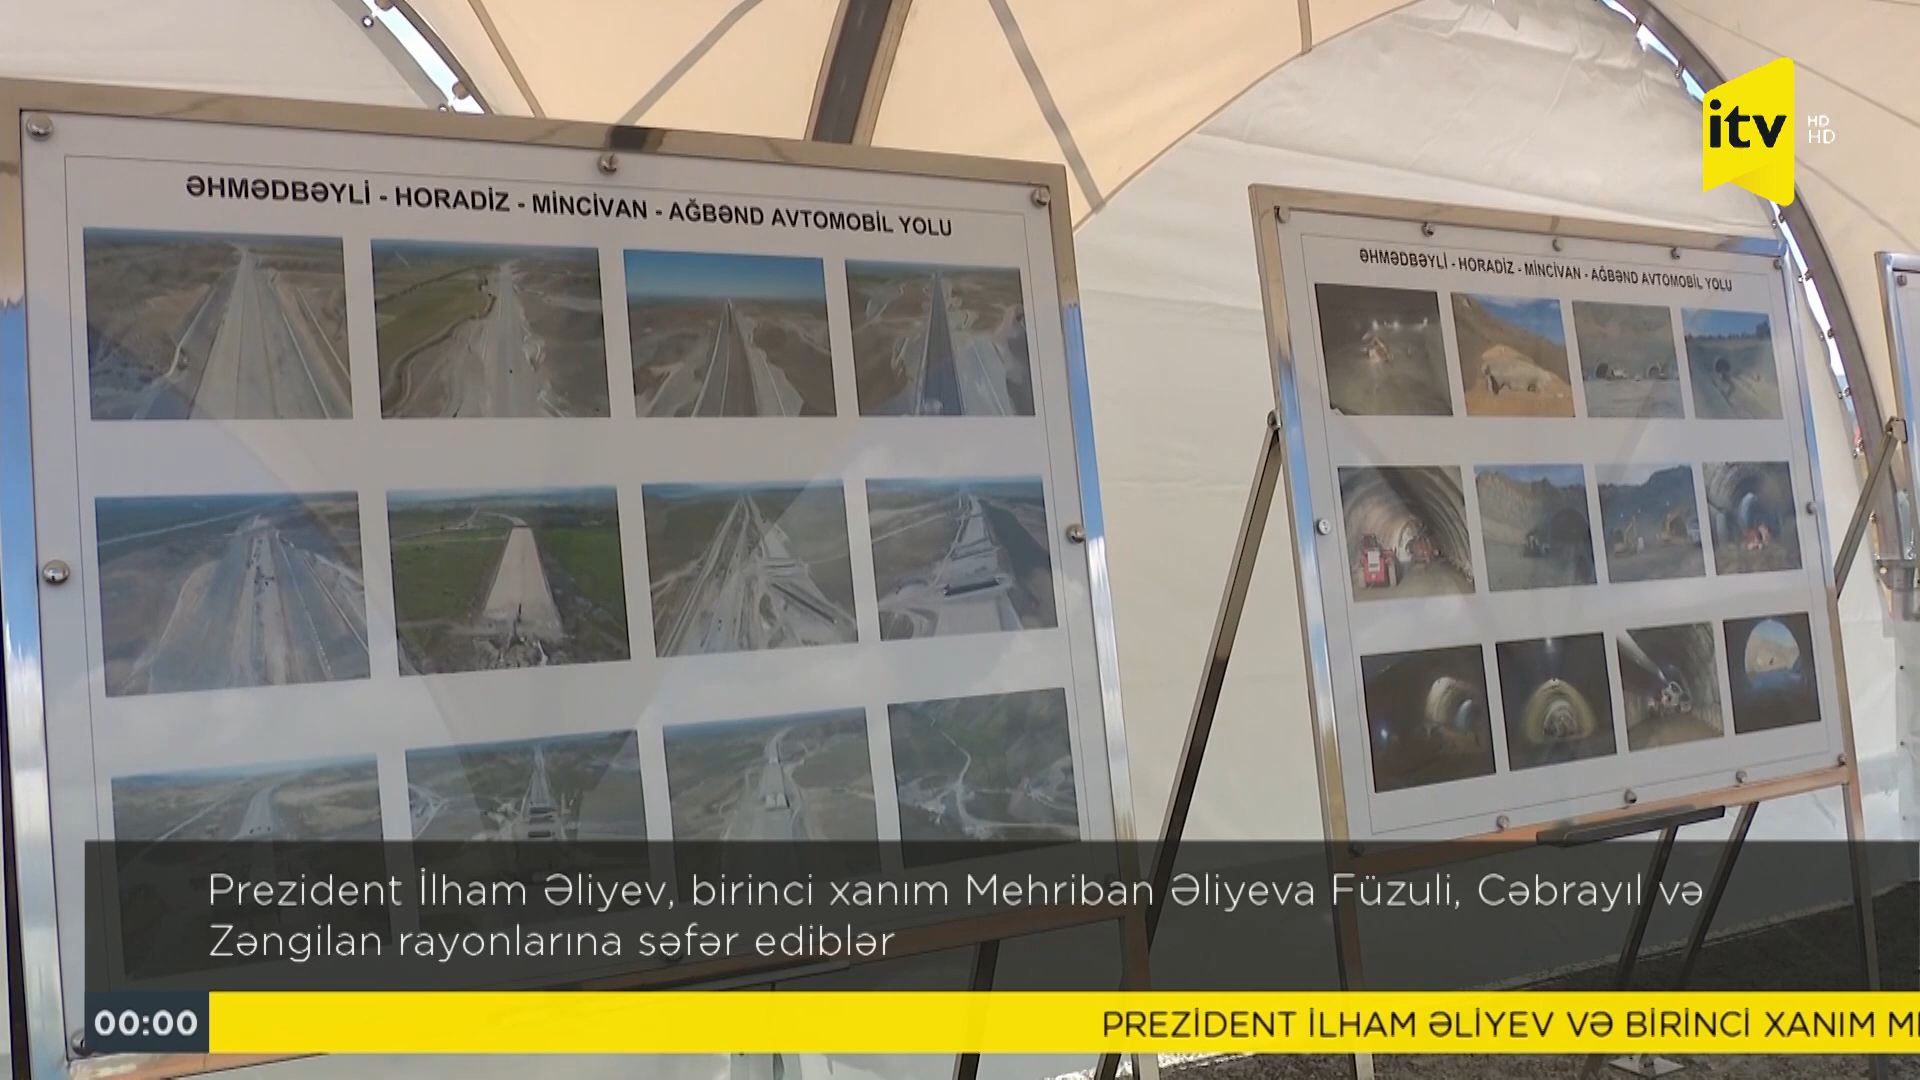 itv HD
HD
ƏHMƏDBƏYLİ - HORADİZ - MİNCİVAN - AĞBƏND AVTOMOBİL YOLU
ƏHMƏDBƏYLİ - HORADİZ - MİNCİVAN - AĞBƏND AVTOMOBİL YOLU
Prezident İlham Əliyev, birinci xanım Mehriban Əliyeva Füzuli, Cəbrayıl və
Zəngilan rayonlarına səfər ediblər
00:00 PREZİDENT İLHAM ƏLİYEV VƏ BİRİNCİ XANIM